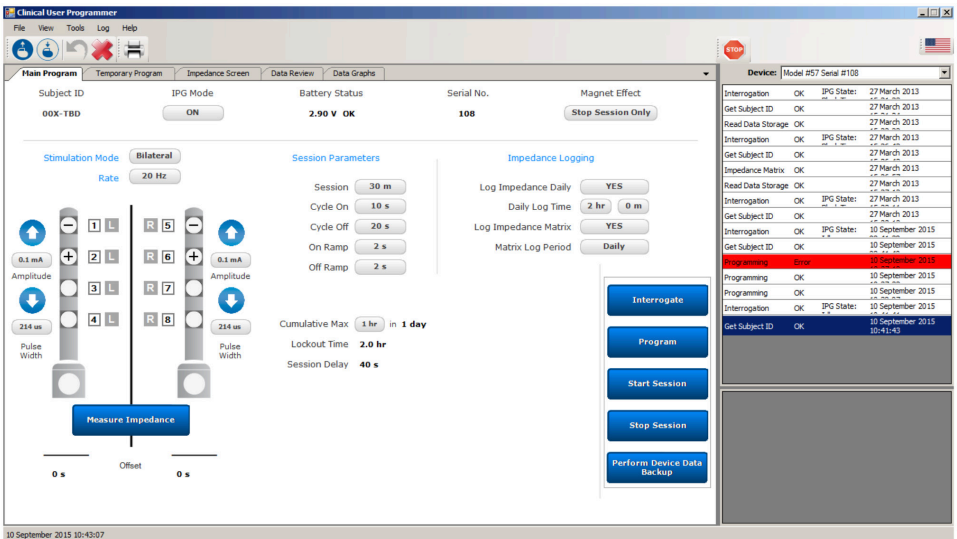 Clinical User Programmer
File View Tools Log Help
STOP
Main Program Temporary Program Impedance Screen Data Review Data Graphs
Device: Model #57 Serial #108
Subject ID IPG Mode Battery Status Serial No. Magnet Effect
00X-TBD ON 2.90 V OK 108 Stop Session Only
Stimulation Mode Bilateral
Rate 20 Hz
Session Parameters
Session 30 m
Cycle On 10 s
Cycle Off 20 s
On Ramp 2 s
Off Ramp 2 s
Cumulative Max 1 hr in 1 day
Lockout Time 2.0 hr
Session Delay 40 s
Impedance Logging
Log Impedance Daily YES
Daily Log Time 2 hr 0 m
Log Impedance Matrix YES
Matrix Log Period Daily
1 L R 5
0.1 mA 2 L R 6 0.1 mA
Amplitude Amplitude
3 L R 7
214 us 4 L R 8 214 us
Pulse Width Pulse Width
Measure Impedance
Offset
0 s 0 s
Interrogate
Program
Start Session
Stop Session
Perform Device Data
Backup
Interrogation OK IPG State: 27 March 2013
Get Subject ID OK 27 March 2013
Read Data Storage OK 27 March 2013
Interrogation OK IPG State: 27 March 2013
Get Subject ID OK 27 March 2013
Impedance Matrix OK 27 March 2013
Read Data Storage OK 27 March 2013
Interrogation OK IPG State: 27 March 2013
Get Subject ID OK 27 March 2013
Interrogation OK IPG State: 10 September 2015
Get Subject ID OK 10 September 2015
Programming Error 10 September 2015
Programming OK 10 September 2015
Programming OK 10 September 2015
Interrogation OK IPG State: 10 September 2015
Get Subject ID OK 10 September 2015
10:41:43
10 September 2015 10:43:07